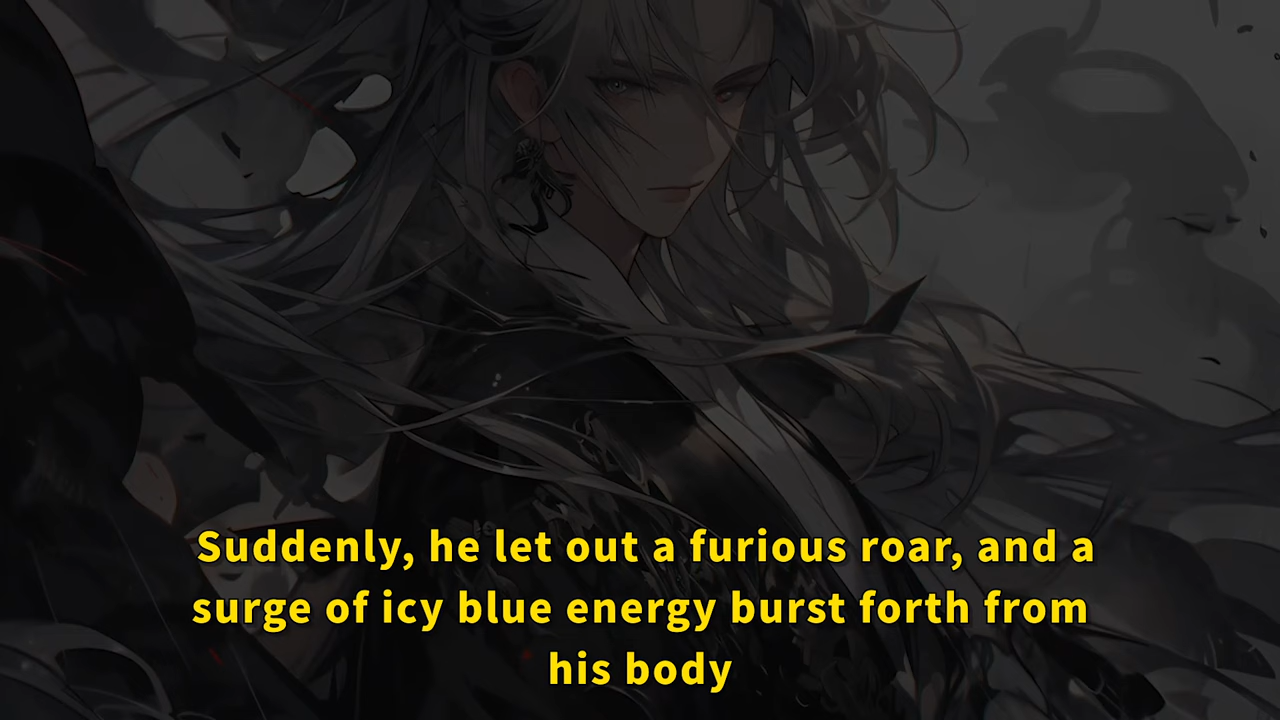 Suddenly, he let out a furious roar, and a
surge of icy blue energy burst forth from
his body